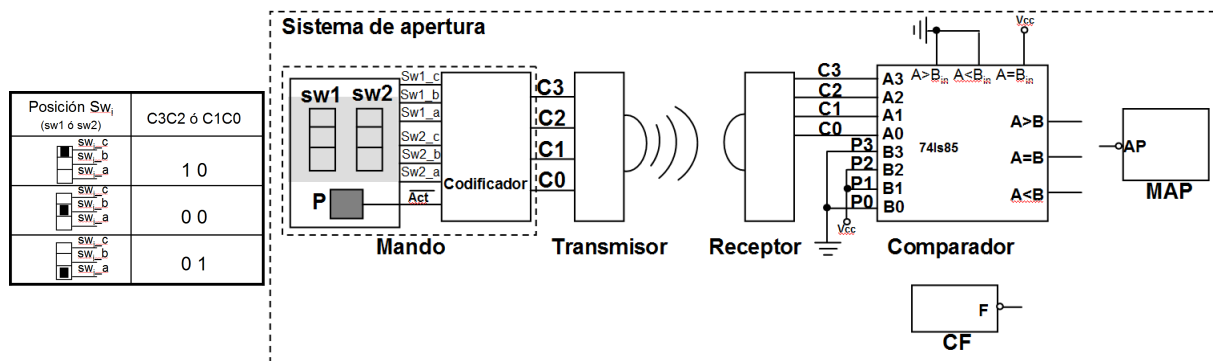 Sistema de apertura
Posición Swi
(sw1 ó sw2)
C3C2 ó C1C0
swi_c
swi_b
swi_a
1 0
swi_c
swi_b
swi_a
0 0
swi_c
swi_b
swi_a
0 1
sw1 sw2
P
Sw1_c
Sw1_b
Sw1_a
Sw2_c
Sw2_b
Sw2_a
Act
Codificador
Mando
C3
C2
C1
C0
Transmisor
Receptor
C3
C2
C1
C0
P3
P2
P1
P0
Vcc
Vcc
A>Bin A<Bin A=Bin
A3
A2
A1
A0
B3
B2
B1
B0
74ls85
A>B
A=B
A<B
Comparador
AP
MAP
F
CF